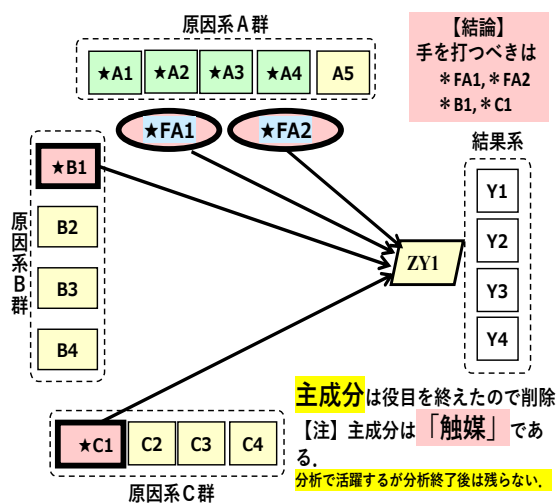 原因系A群
★A1 ★A2 ★A3 ★A4 A5
★FA1 ★FA2
【結論】
手を打つべきは
＊FA1,＊FA2
＊B1,＊C1
結果系
Y1
Y2
Y3
Y4
原因系B群
★B1
B2
B3
B4
ZY1
★C1 C2 C3 C4
原因系C群
主成分は役目を終えたので削除
【注】主成分は「触媒」であ
る．
分析で活躍するが分析終了後は残らない．